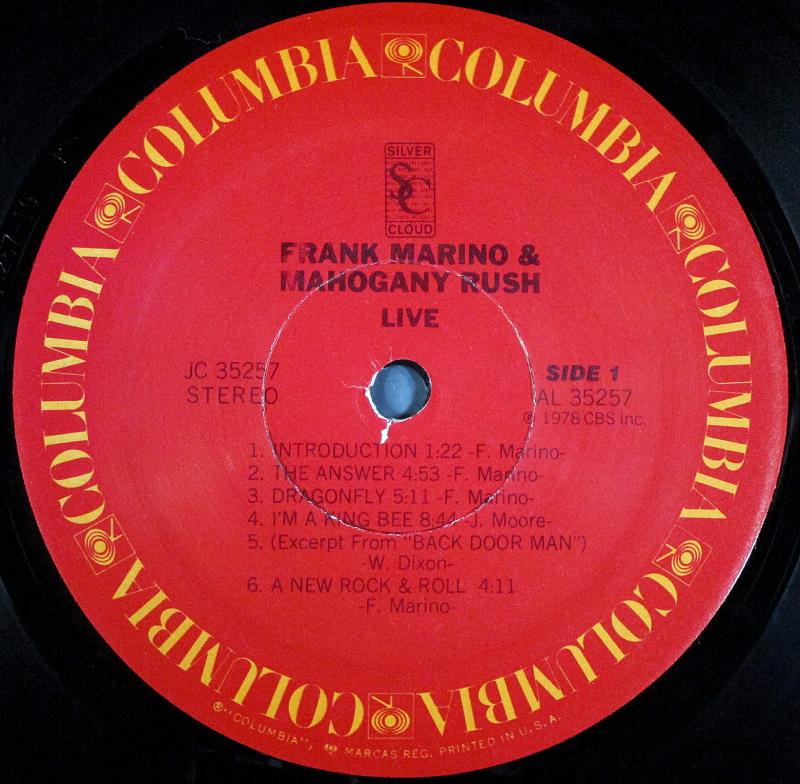 COLUMBIA COLUMBIA COLUMBIA COLUMBIA COLUMBIA COLUMBIA COLUMBIA COLUMBIA
SILVER
SC
CLOUD
FRANK MARINO &
MAHOGANY RUSH
LIVE
JC 35257
STEREO
SIDE 1
AL 35257
℗ 1978 CBS Inc.
1. INTRODUCTION 1:22 -F. Marino-
2. THE ANSWER 4:53 -F. Marino-
3. DRAGONFLY 5:11 -F. Marino-
4. I'M A KING BEE 8:44 -J. Moore-
5. (Excerpt From "BACK DOOR MAN")
-W. Dixon-
6. A NEW ROCK & ROLL 4:11
-F. Marino-
®"COLUMBIA", MARCAS REG. PRINTED IN U.S.A.